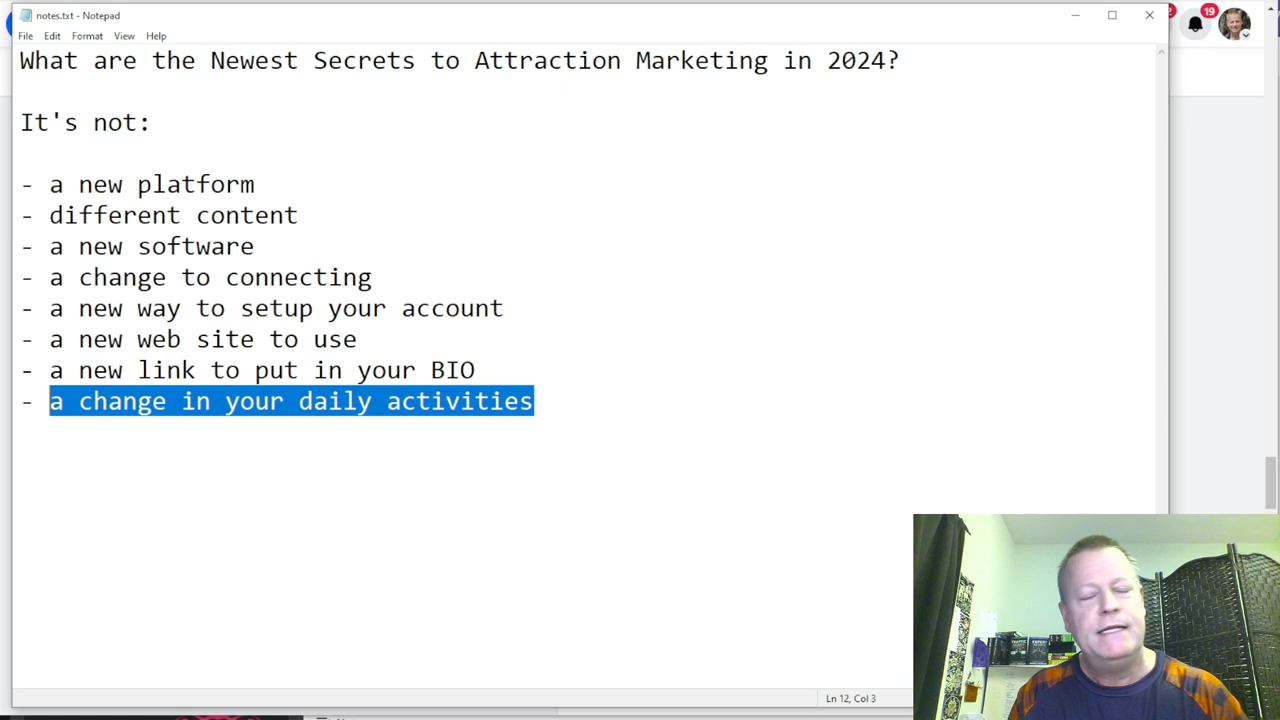 notes.txt - Notepad
File Edit Format View Help
19
What are the Newest Secrets to Attraction Marketing in 2024?
It's not:
- a new platform
- different content
- a new software
- a change to connecting
- a new way to setup your account
- a new web site to use
- a new link to put in your BIO
- a change in your daily activities
Ln 12, Col 3